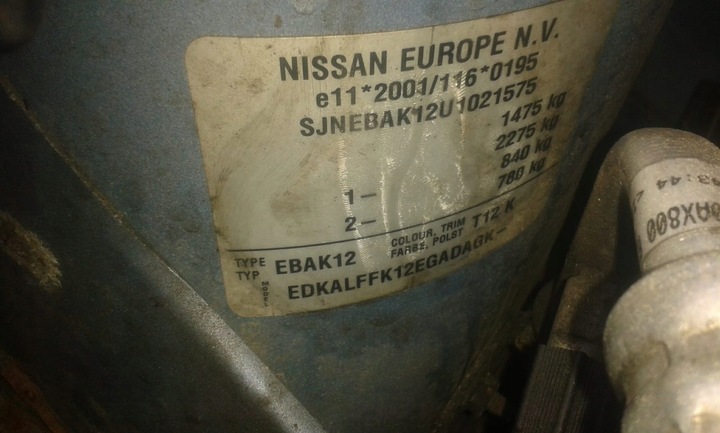 NISSAN EUROPE N.V.
e11*2001/116*0195
SJNEBAK12U1021575
1475 kg
2275 kg
1- 840 kg
2- 780 kg
TYPE
TYP EBAK12
COLOUR, TRIM
FARBE, POLST T12 K
MODEL EDKALFFK12EGADAGK-